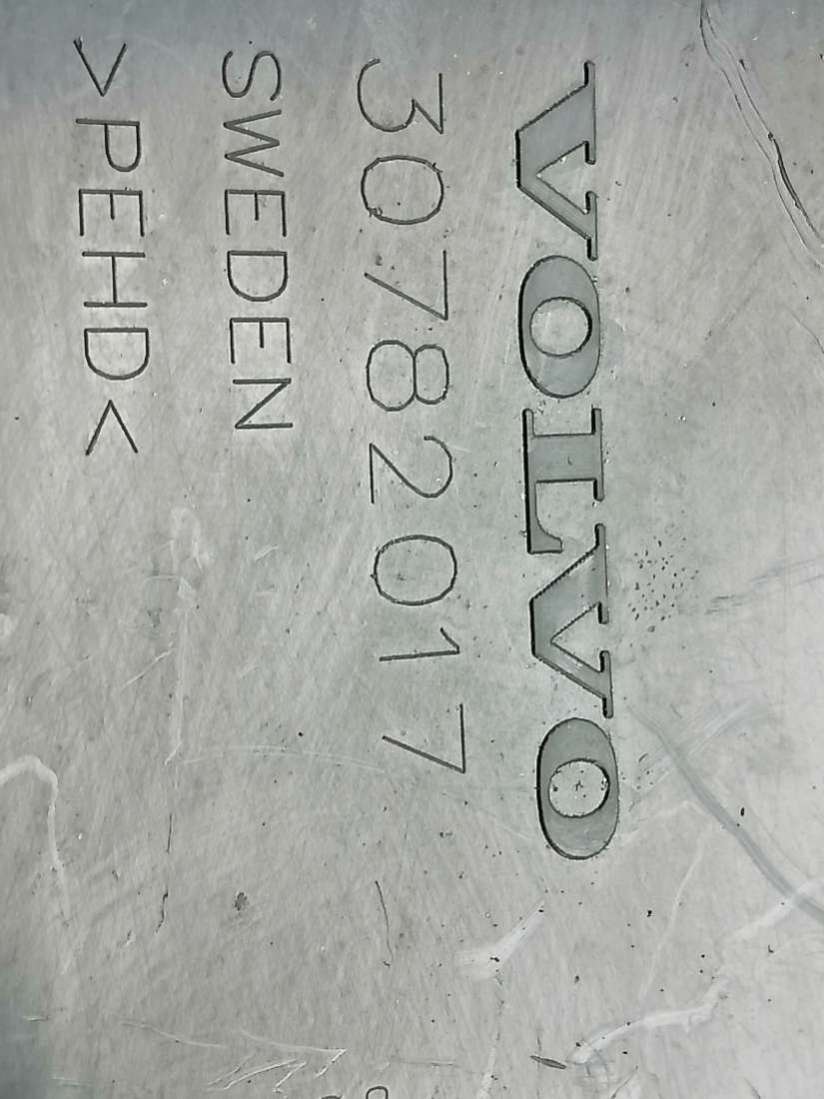 VOLVO
30782017
SWEDEN
>PEHD<